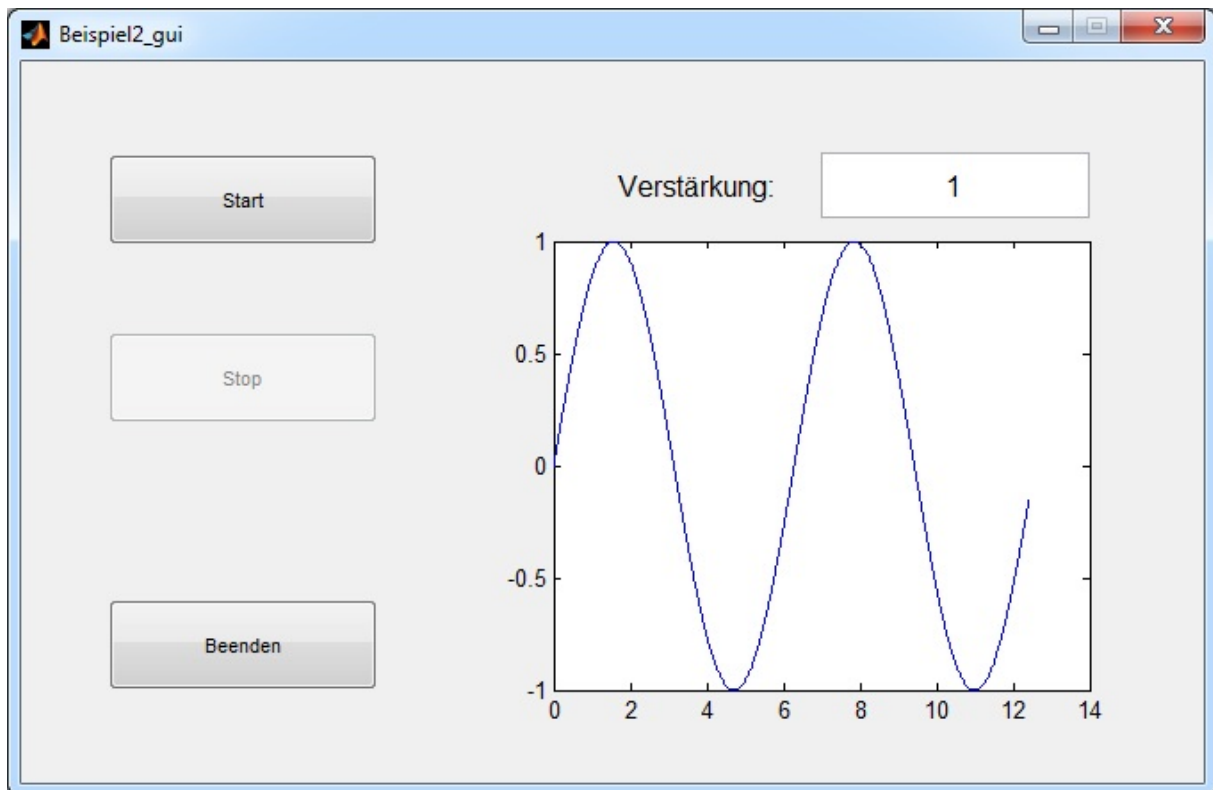 Beispiel2_gui
Start
Stop
Beenden
Verstärkung: 1
1
0.5
0
-0.5
-1
0 2 4 6 8 10 12 14